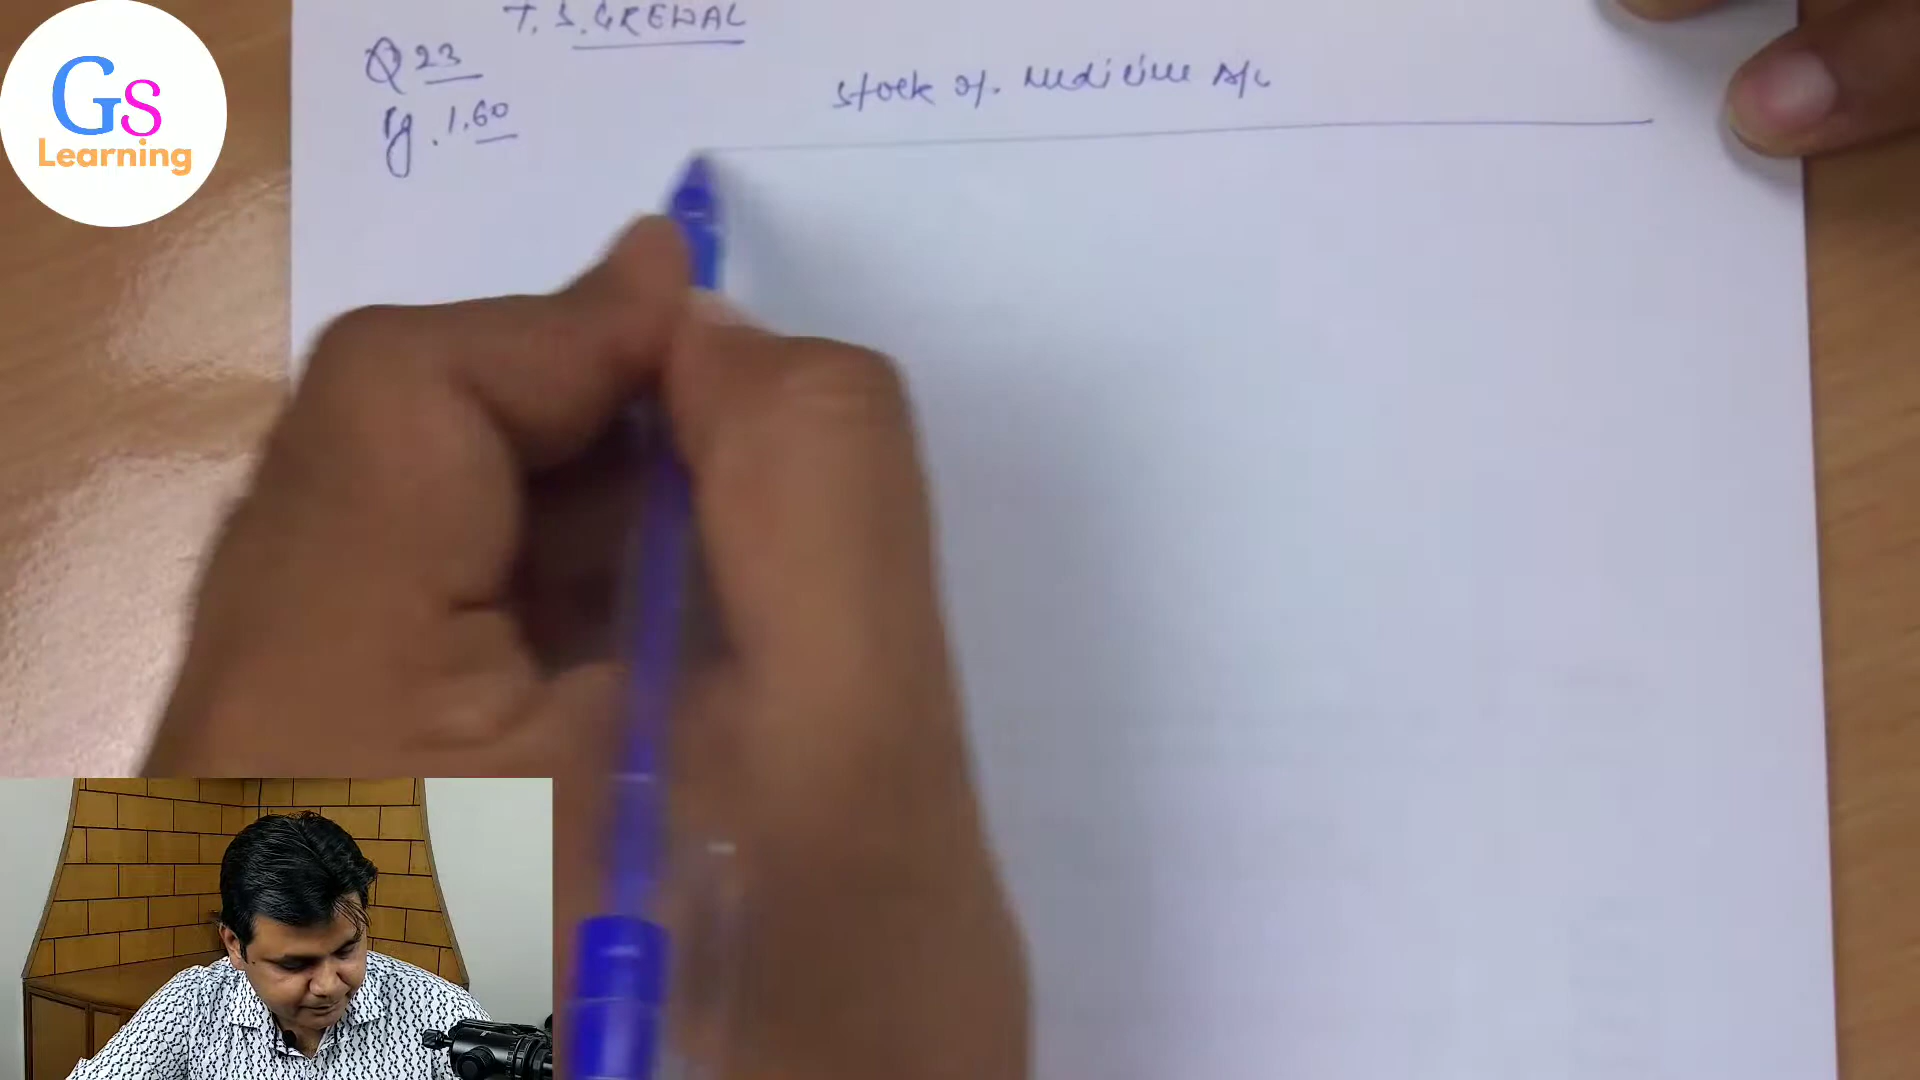 Gs
Learning
T. S. GREWAL
Q 23
Pg. 1.60
Stock of medicine A/c